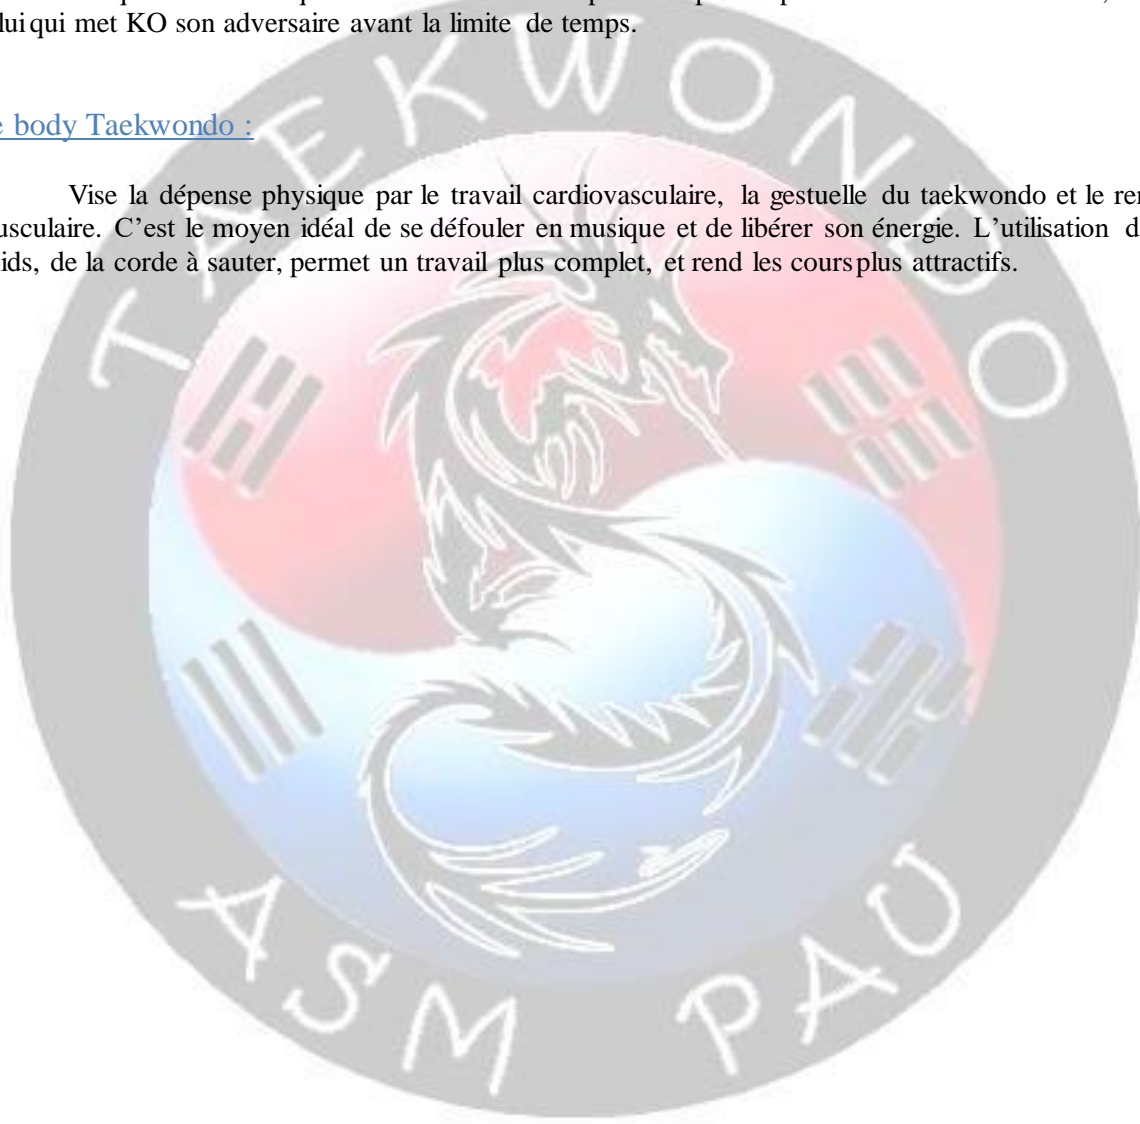 lui qui met KO son adversaire avant la limite de temps.
e body Taekwondo :
Vise la dépense physique par le travail cardiovasculaire, la gestuelle du taekwondo et le ren
usculaire. C’est le moyen idéal de se défouler en musique et de libérer son énergie. L’utilisation d
ids, de la corde à sauter, permet un travail plus complet, et rend les cours plus attractifs.
TAEKWONDO
ASM PAU